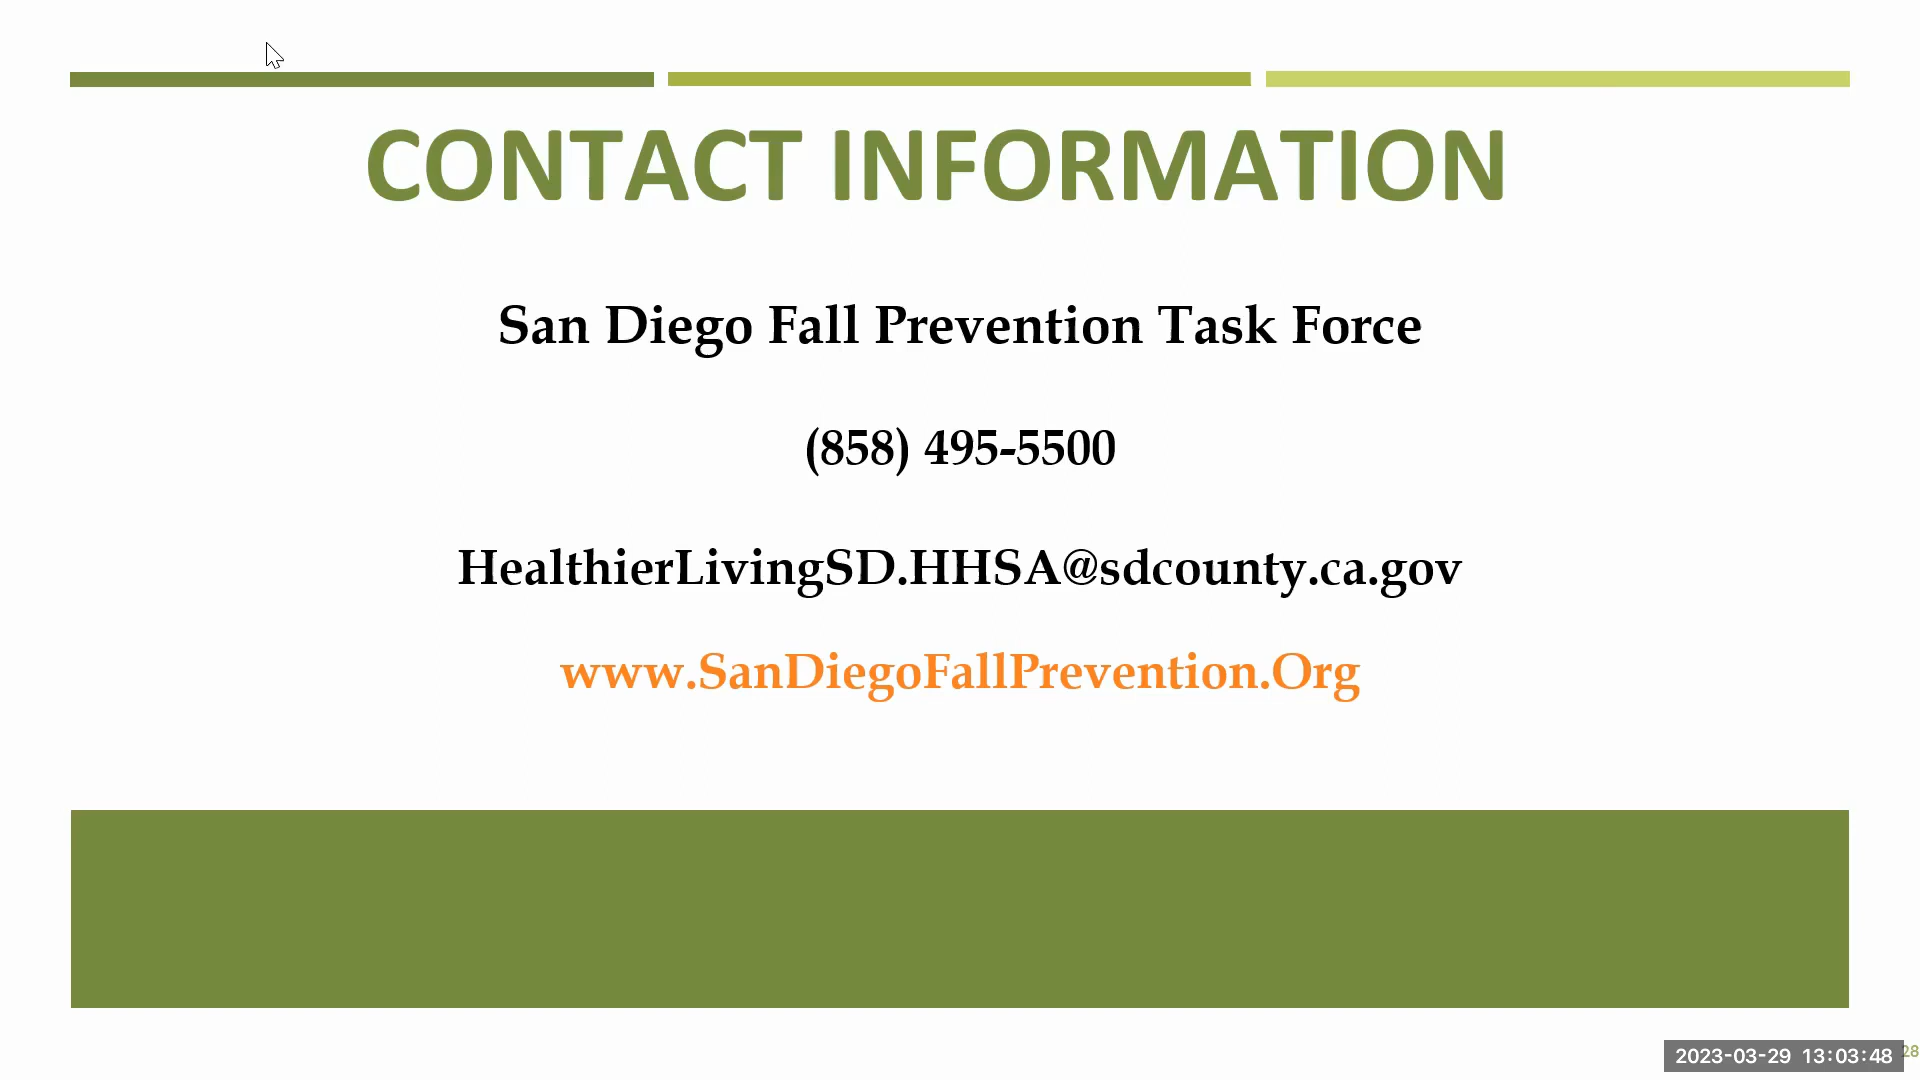 CONTACT INFORMATION
San Diego Fall Prevention Task Force
(858) 495-5500
HealthierLivingSD.HHSA@sdcounty.ca.gov
www.SanDiegoFallPrevention.Org
2023-03-29 13:03:48
28